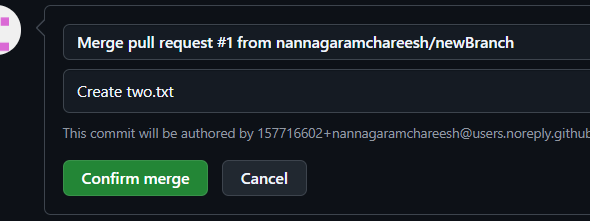 Merge pull request #1 from nannagaramchareesh/newBranch
Create two.txt
This commit will be authored by 157716602+nannagaramchareesh@users.noreply.github
Confirm merge
Cancel